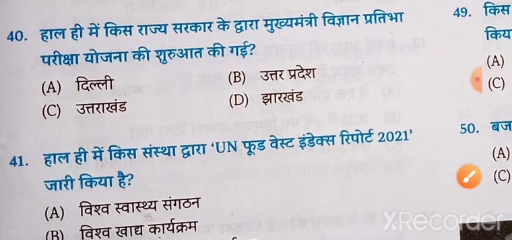 40. हाल ही में किस राज्य सरकार के द्वारा मुख्यमंत्री विज्ञान प्रतिभा
परीक्षा योजना की शुरुआत की गई?
(A) दिल्ली (B) उत्तर प्रदेश
(C) उत्तराखंड (D) झारखंड
41. हाल ही में किस संस्था द्वारा ‘UN फूड वेस्ट इंडेक्स रिपोर्ट 2021’
जारी किया है?
(A) विश्व स्वास्थ्य संगठन
(B) विश्व खाद्य कार्यक्रम
49. किस
किय
(A)
(C)
50. बज
(A)
(C)
XRecorder